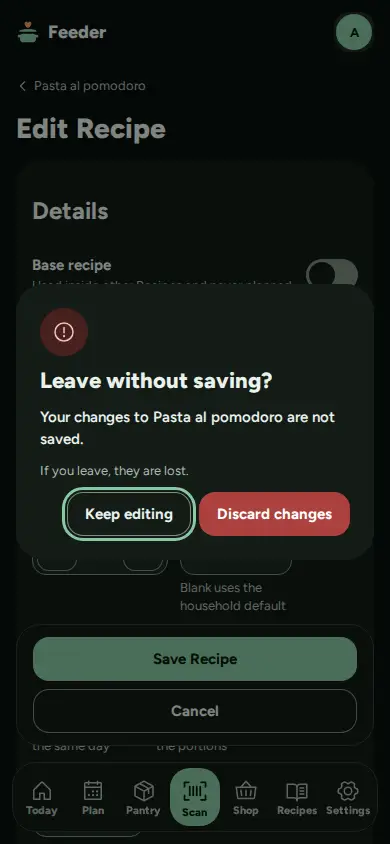 Feeder
A
Pasta al pomodoro
Edit Recipe
Details
Base recipe
Leave without saving?
Your changes to Pasta al pomodoro are not
saved.
If you leave, they are lost.
Keep editing
Discard changes
Blank uses the
household default
Save Recipe
Cancel
the same day
the portions
Today
Plan
Pantry
Scan
Shop
Recipes
Settings